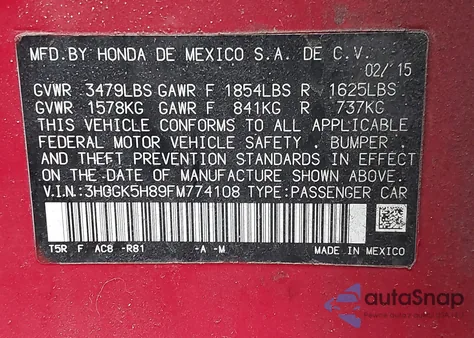 MFD.BY HONDA DE MEXICO S.A. DE C.V.
02/ 15
GVWR 3479LBS GAWR F 1854LBS R 1625LBS
GVWR 1578KG GAWR F 841KG R 737KG
THIS VEHICLE CONFORMS TO ALL APPLICABLE
FEDERAL MOTOR VEHICLE SAFETY , BUMPER ,
AND THEFT PREVENTION STANDARDS IN EFFECT
ON THE DATE OF MANUFACTURE SHOWN ABOVE.
V.I.N:3HGGK5H89FM774108 TYPE:PASSENGER CAR
T5R F AC8 -R81 -A -M
MADE IN MEXICO
autoSnap